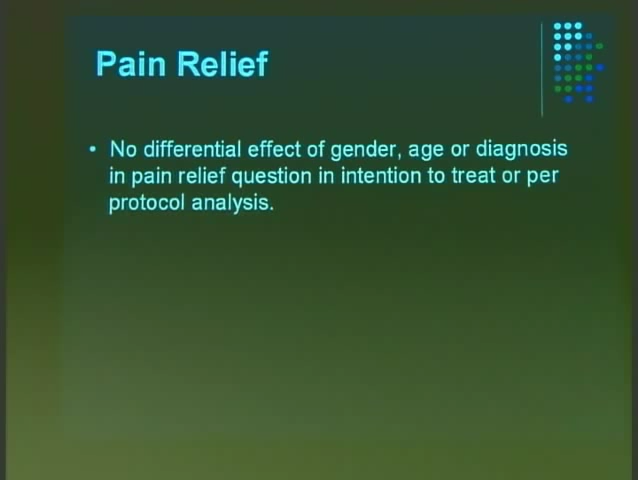 Pain Relief
• No differential effect of gender, age or diagnosis
in pain relief question in intention to treat or per
protocol analysis.